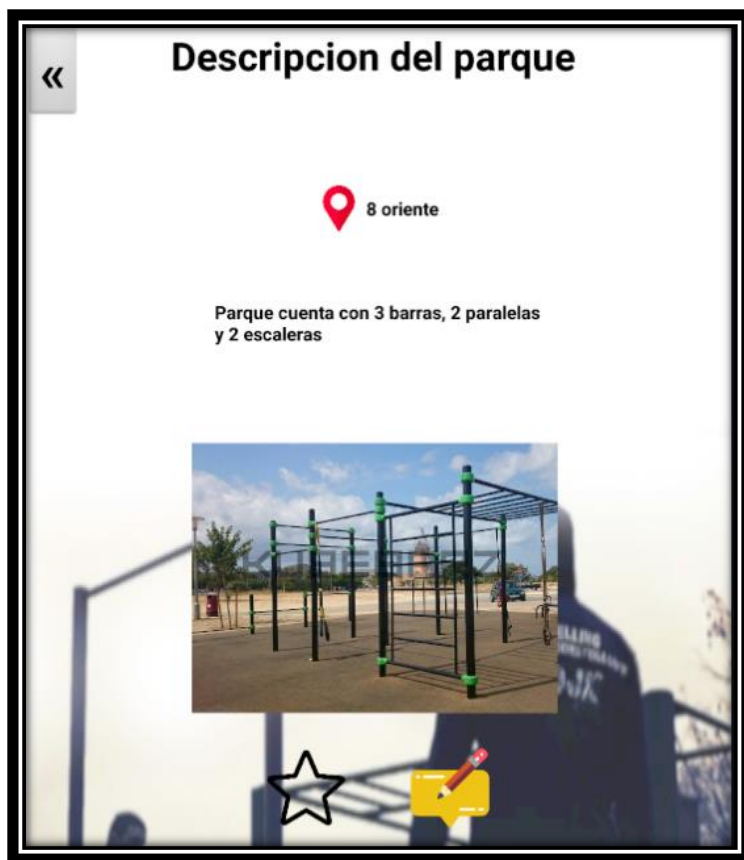 «
Descripcion del parque
8 oriente
Parque cuenta con 3 barras, 2 paralelas
y 2 escaleras